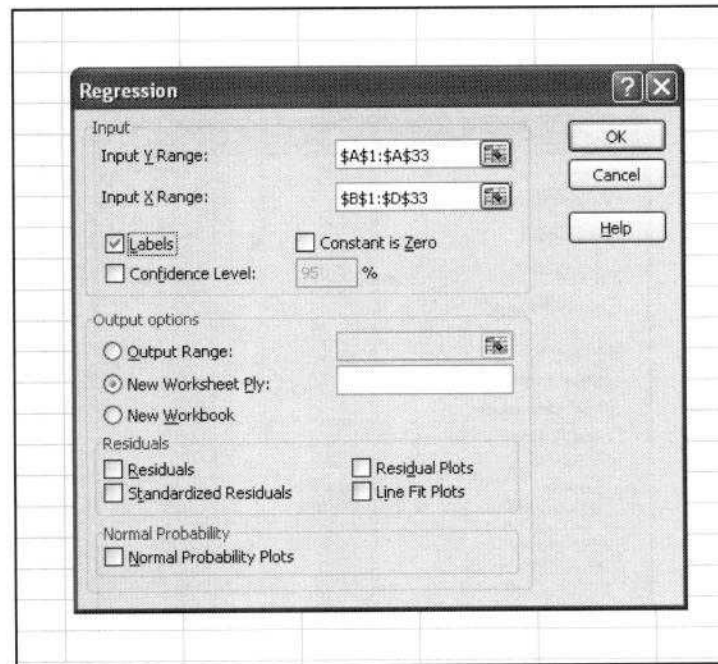 Regression
Input
Input Y Range: $A$1:$A$33
OK
Input X Range: $B$1:$D$33
Cancel
Labels Constant is Zero
Help
Confidence Level: 95 %
Output options
Output Range:
New Worksheet Ply:
New Workbook
Residuals
Residuals Residual Plots
Standardized Residuals Line Fit Plots
Normal Probability
Normal Probability Plots